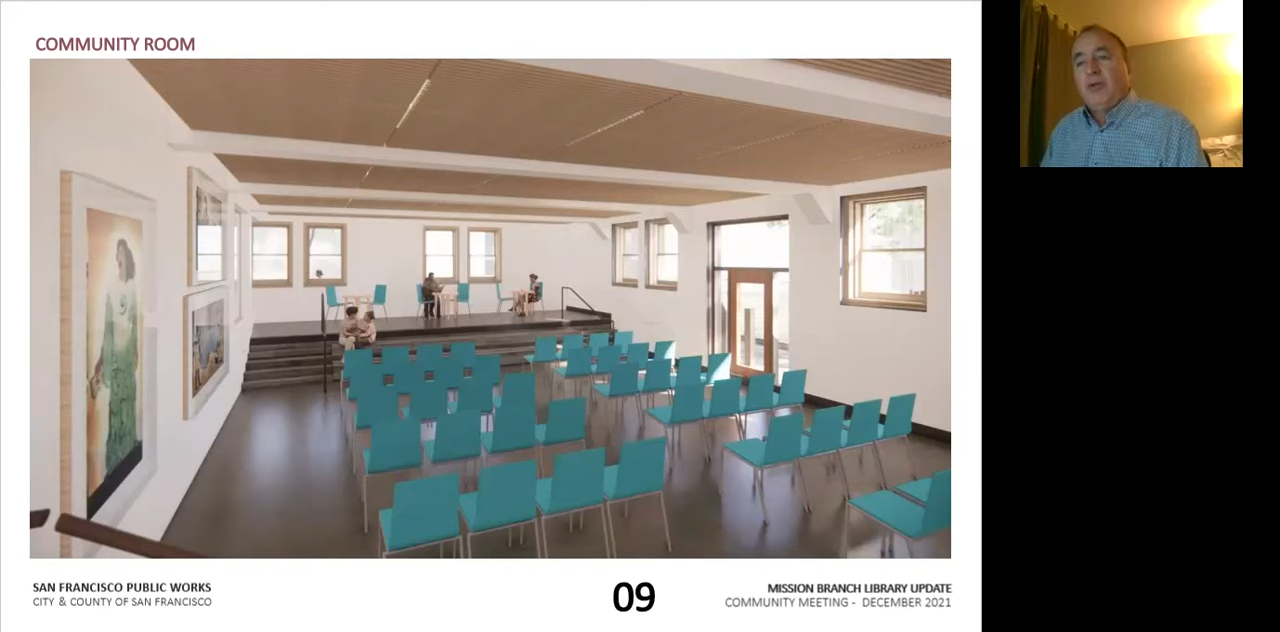 COMMUNITY ROOM
SAN FRANCISCO PUBLIC WORKS
CITY & COUNTY OF SAN FRANCISCO
09
MISSION BRANCH LIBRARY UPDATE
COMMUNITY MEETING - DECEMBER 2021